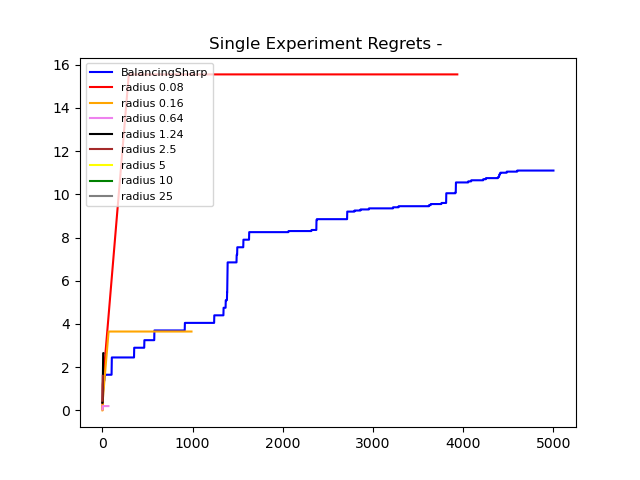 Single Experiment Regrets -
16
14
12
10
8
6
4
2
0
BalancingSharp
radius 0.08
radius 0.16
radius 0.64
radius 1.24
radius 2.5
radius 5
radius 10
radius 25
0 1000 2000 3000 4000 5000